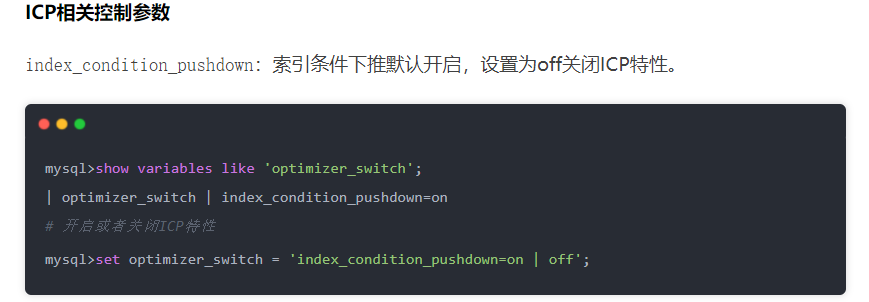 ICP相关控制参数
index_condition_pushdown: 索引条件下推默认开启，设置为off关闭ICP特性。
mysql>show variables like 'optimizer_switch';
| optimizer_switch | index_condition_pushdown=on
# 开启或者关闭ICP特性
mysql>set optimizer_switch = 'index_condition_pushdown=on | off';